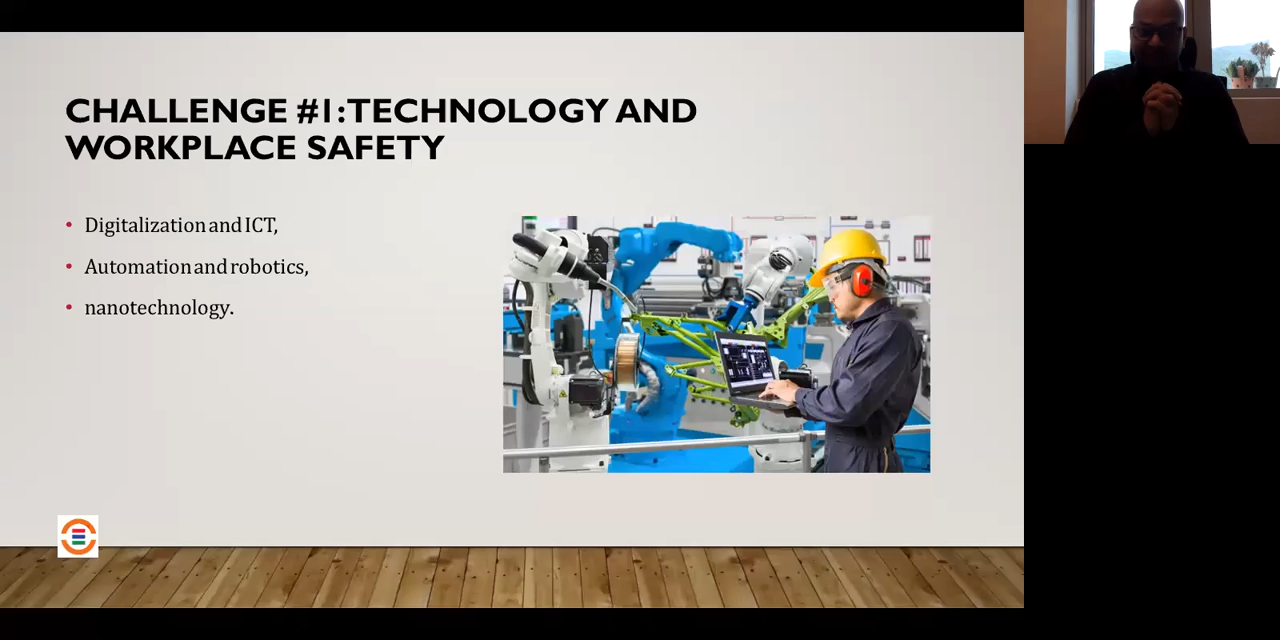 CHALLENGE #1:TECHNOLOGY AND
WORKPLACE SAFETY
• Digitalization and ICT,
• Automation and robotics,
• nanotechnology.